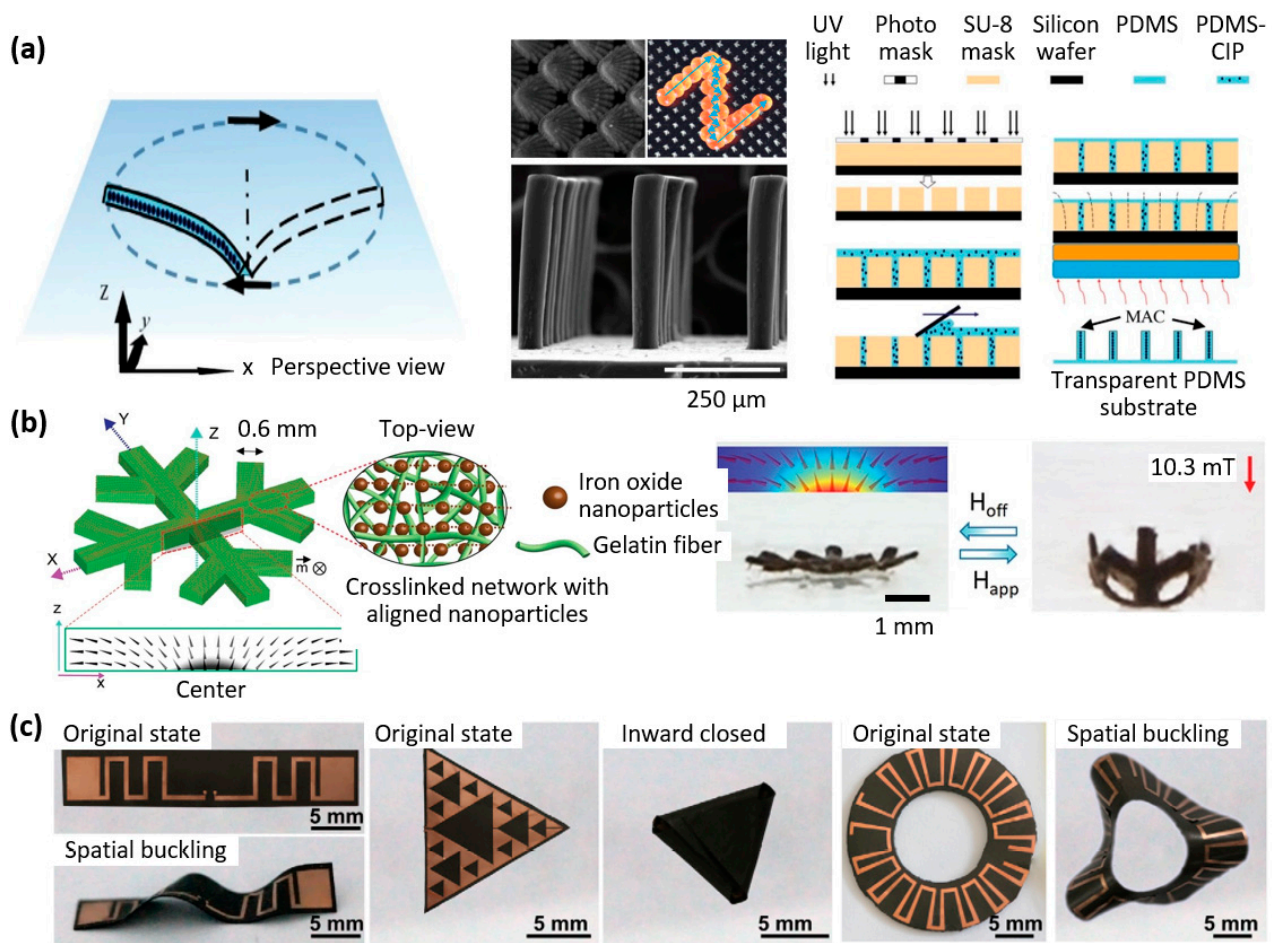 (a)
Z
y
x
Perspective view
250 µm
UV
light
Photo
mask
SU-8
mask
Silicon
wafer
PDMS
PDMS-
CIP
MAC
Transparent PDMS
substrate
(b)
Y
Z
0.6 mm
X
m
Top-view
Iron oxide
nanoparticles
Gelatin fiber
Crosslinked network with
aligned nanoparticles
z
x
Center
1 mm
Hoff
Happ
10.3 mT
(c)
Original state
5 mm
Spatial buckling
5 mm
Original state
5 mm
Inward closed
5 mm
Original state
5 mm
Spatial buckling
5 mm